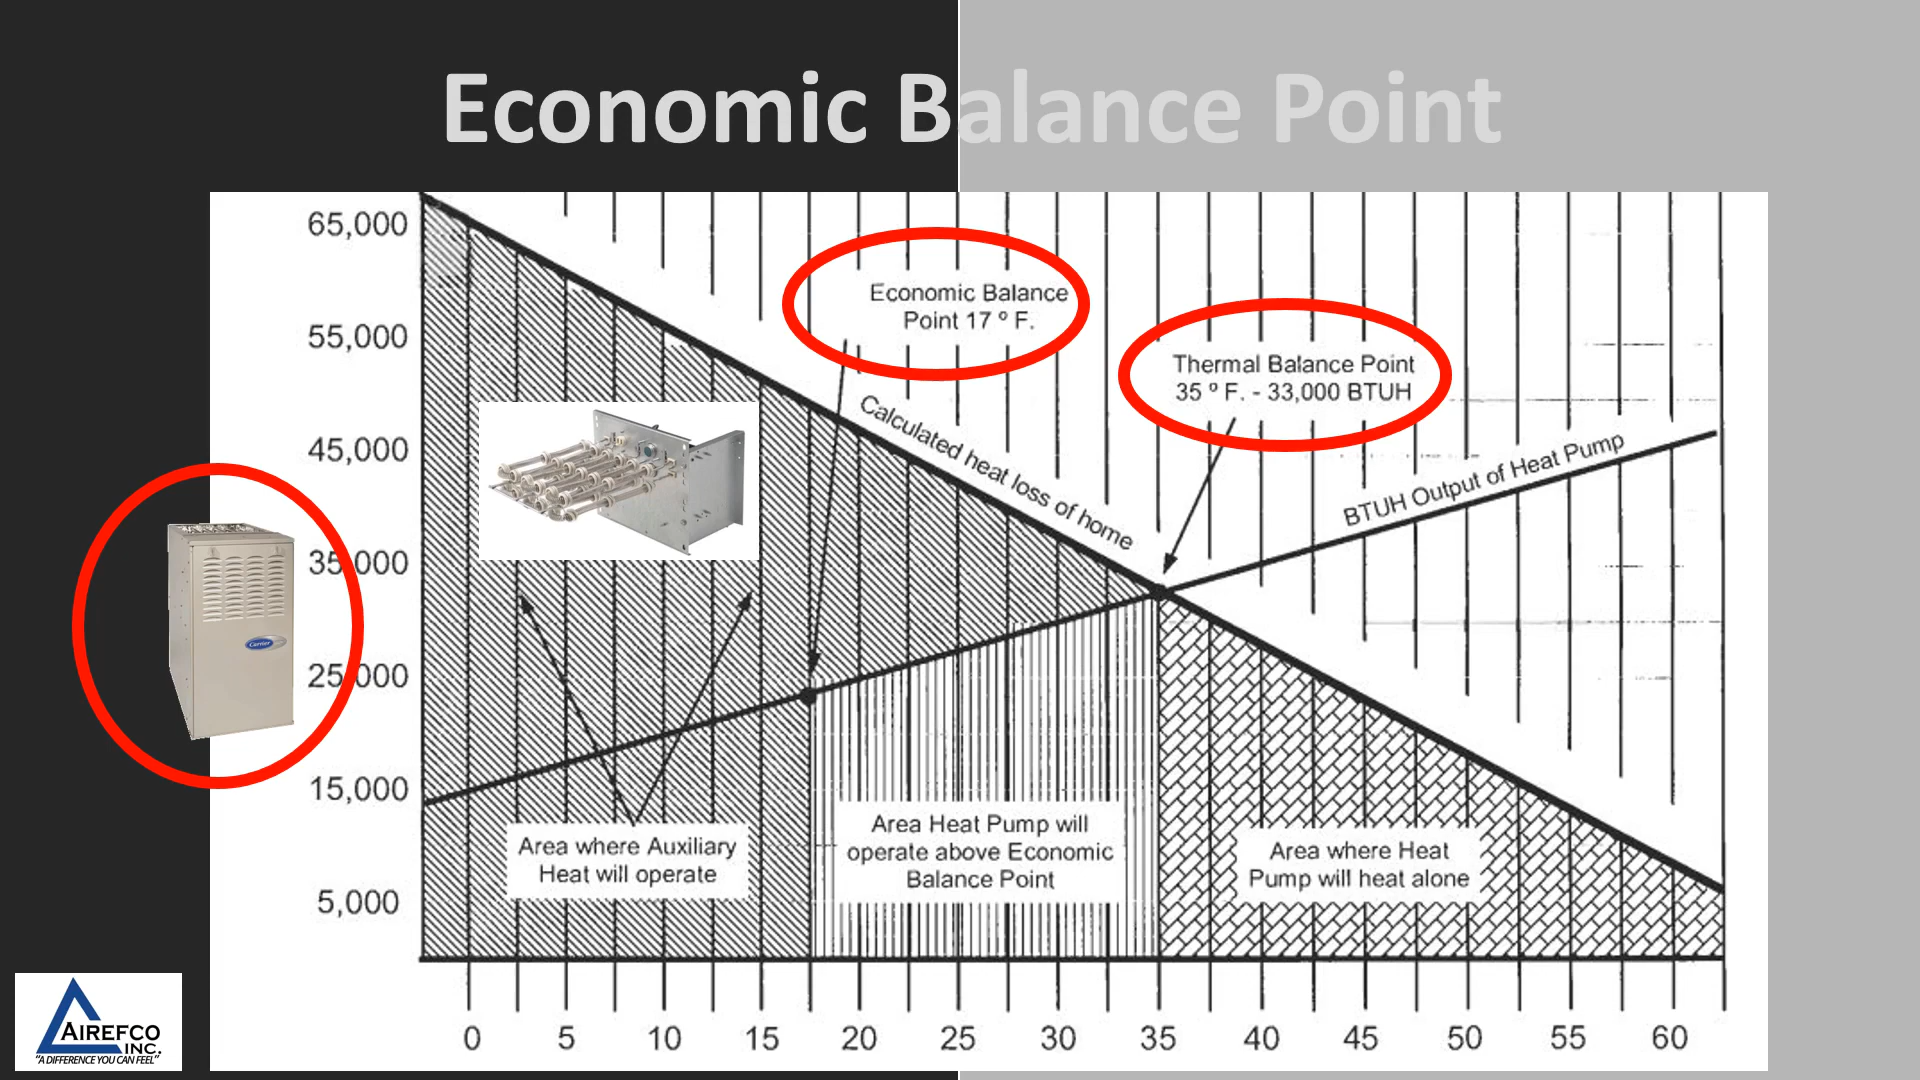 Economic Balance Point
65,000
55,000
45,000
35,000
25,000
15,000
5,000
Economic Balance
Point 17 º F.
Thermal Balance Point
35 º F. - 33,000 BTUH
Calculated heat loss of home
BTUH Output of Heat Pump
Carrier
Area where Auxiliary
Heat will operate
Area Heat Pump will
operate above Economic
Balance Point
Area where Heat
Pump will heat alone
0 5 10 15 20 25 30 35 40 45 50 55 60
AIREFCO
INC.
"A DIFFERENCE YOU CAN FEEL"